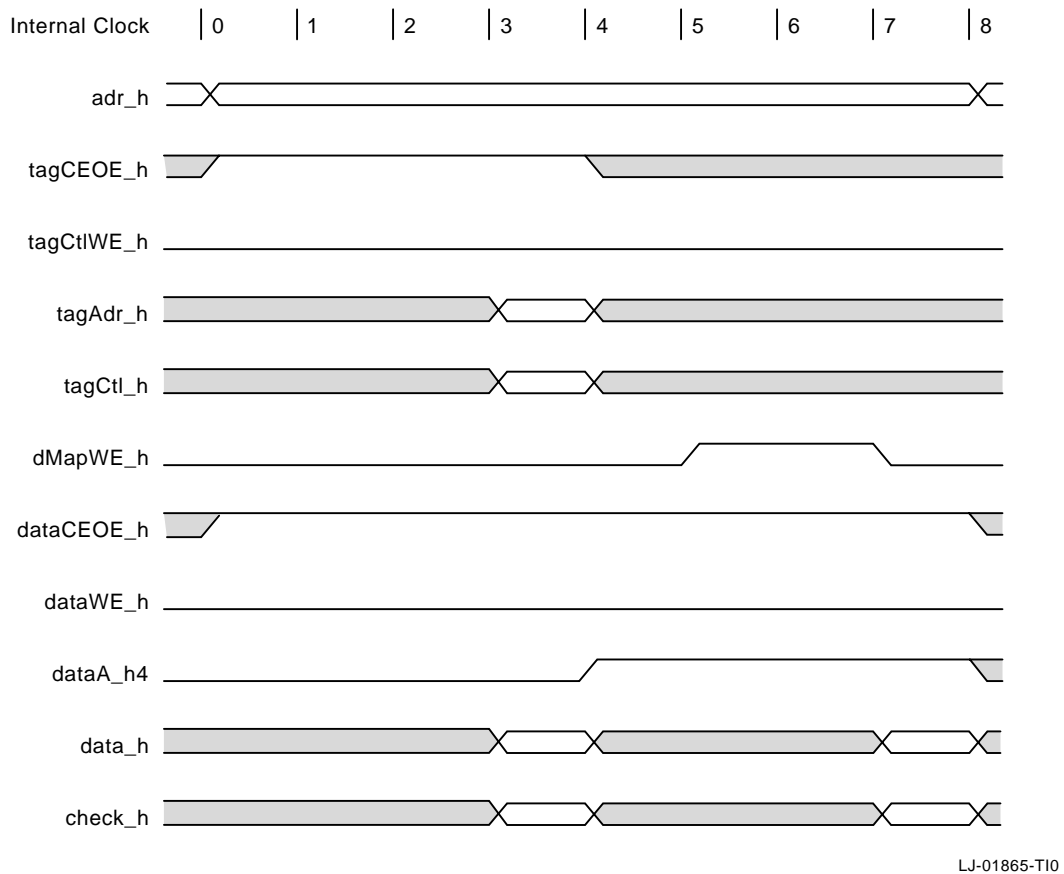 Internal Clock 0 1 2 3 4 5 6 7 8
adr_h
tagCEOE_h
tagCtlWE_h
tagAdr_h
tagCtl_h
dMapWE_h
dataCEOE_h
dataWE_h
dataA_h4
data_h
check_h
LJ-01865-TI0